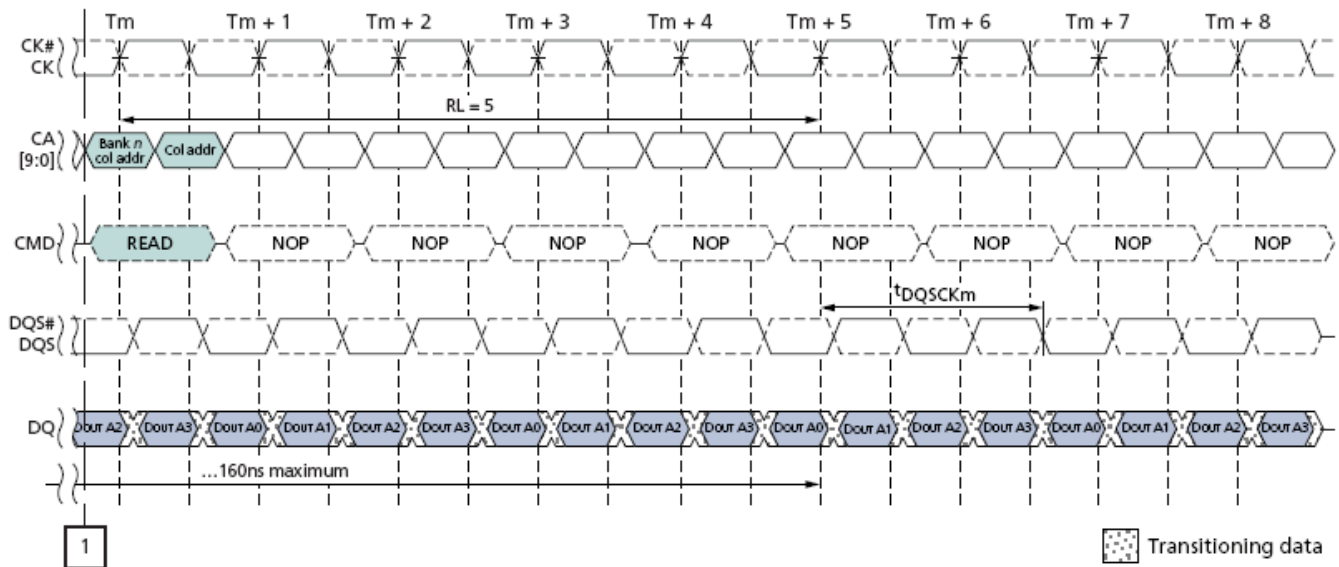 Tm Tm + 1 Tm + 2 Tm + 3 Tm + 4 Tm + 5 Tm + 6 Tm + 7 Tm + 8
CK#
CK
RL = 5
CA
[9:0]
Bank n
col addr
Col addr
CMD
READ NOP NOP NOP NOP NOP NOP NOP NOP
tDQSCKm
DQS#
DQS
DQ
DOUT A2 DOUT A3 DOUT A0 DOUT A1 DOUT A2 DOUT A3 DOUT A0 DOUT A1 DOUT A2 DOUT A3 DOUT A0 DOUT A1 DOUT A2 DOUT A3 DOUT A0 DOUT A1 DOUT A2 DOUT A3
...160ns maximum
1
Transitioning data